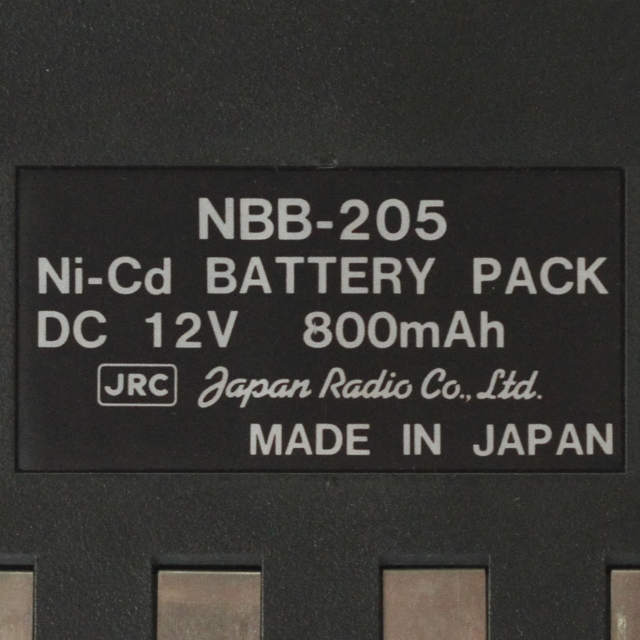 NBB-205
Ni-Cd BATTERY PACK
DC 12V 800mAh
JRC Japan Radio Co., Ltd.
MADE IN JAPAN